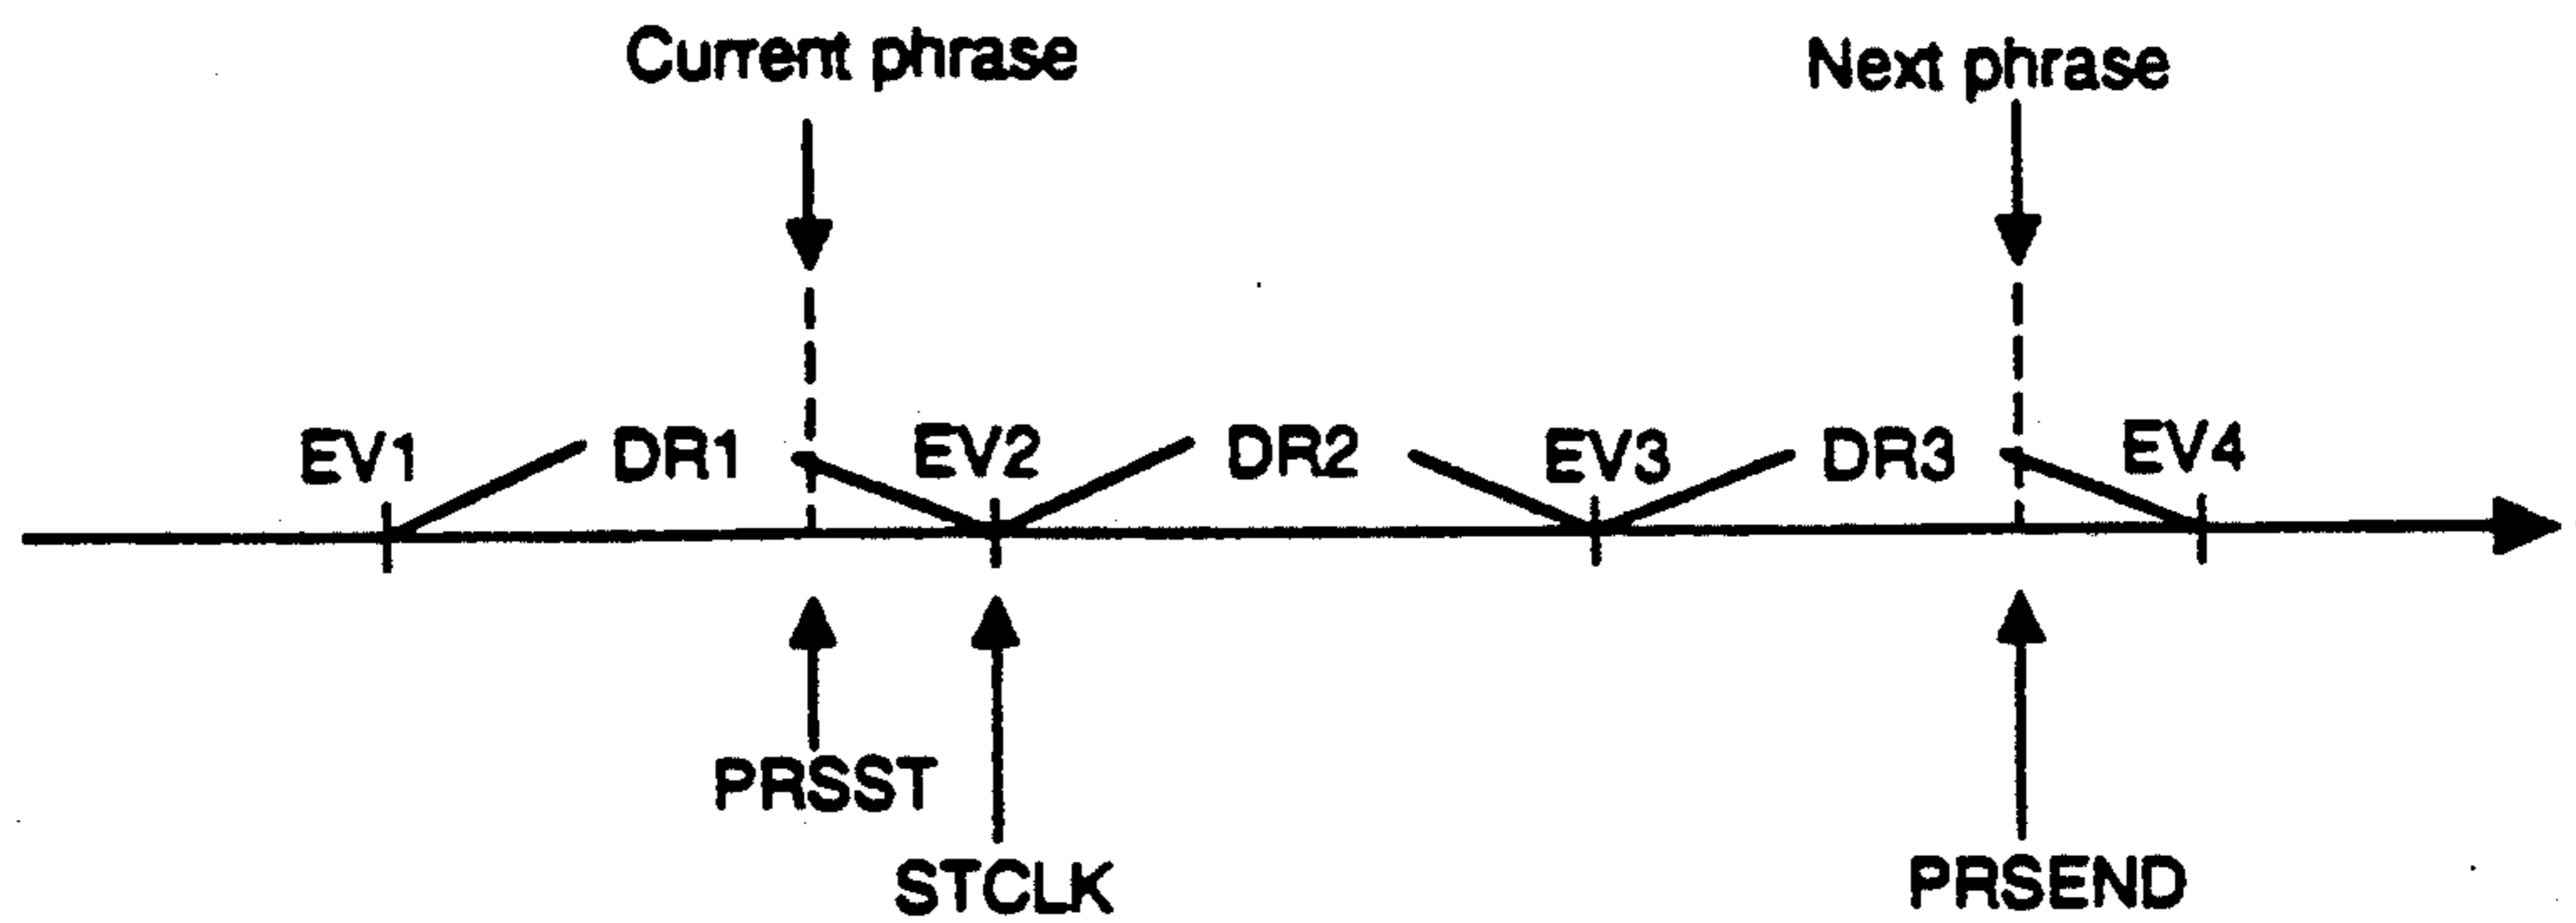 Current phrase Next phrase
EV1 DR1 EV2 DR2 EV3 DR3 EV4
PRSST
STCLK PRSEND